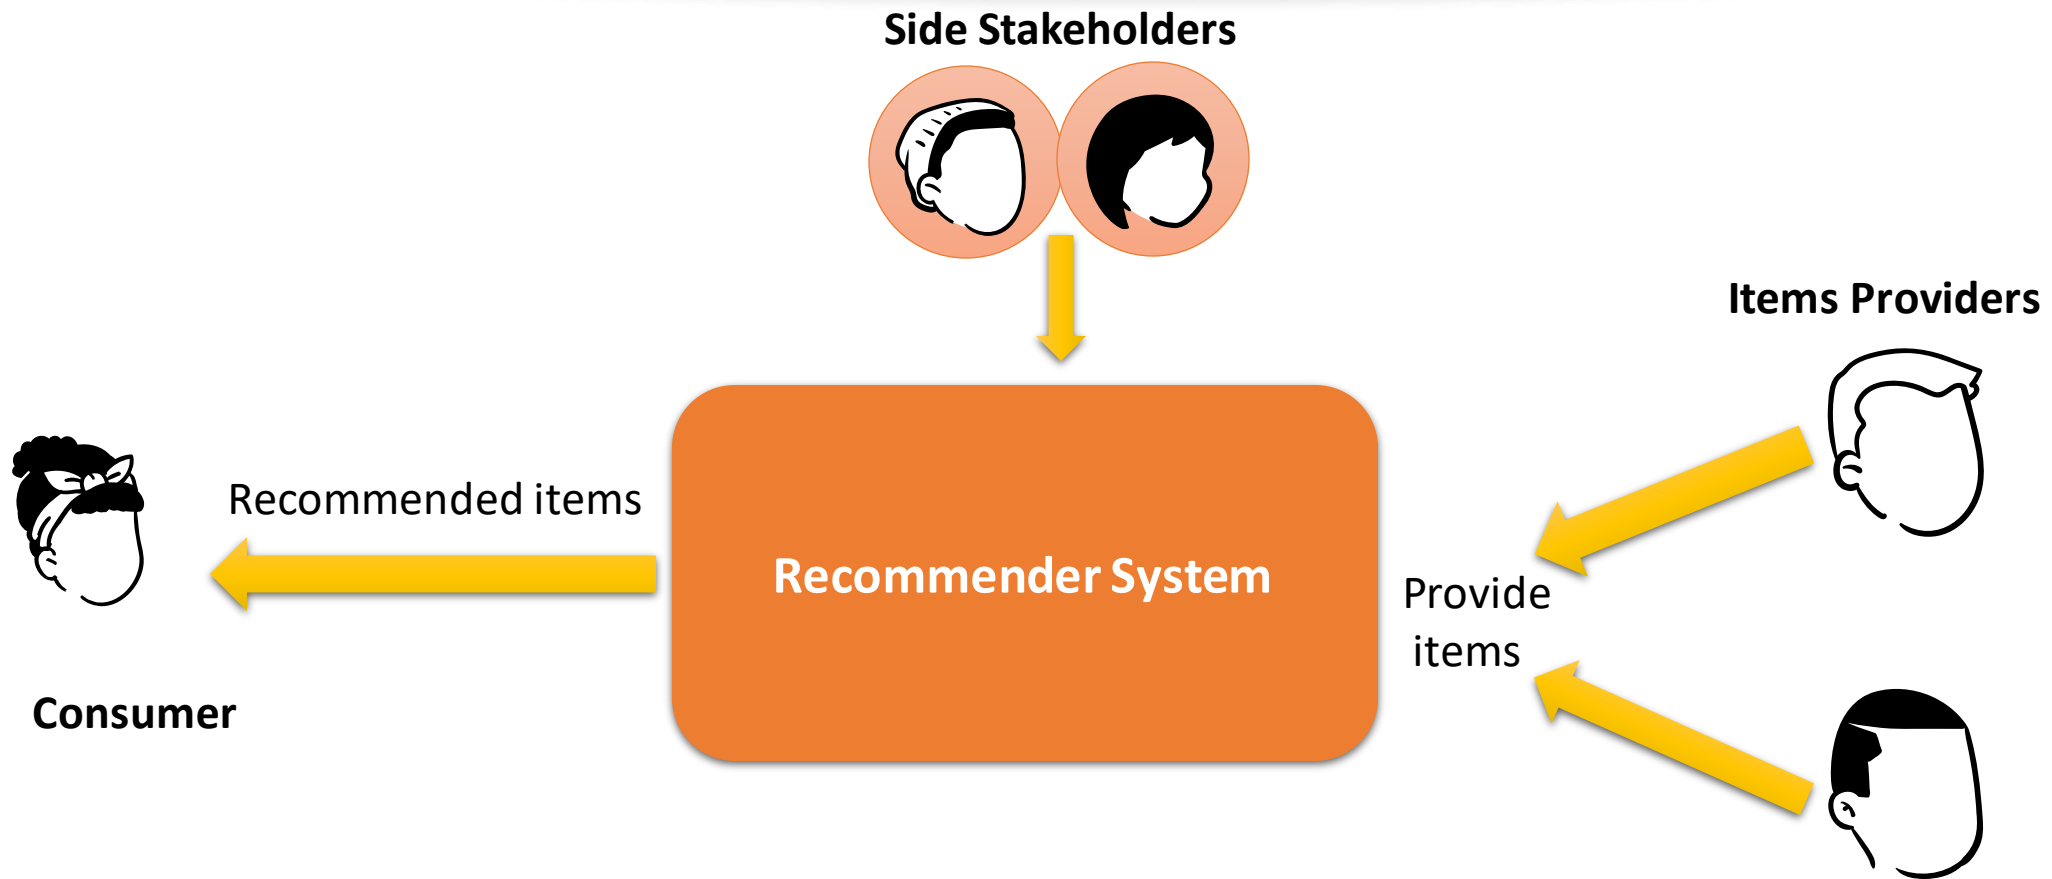 Side Stakeholders
Items Providers
Recommended items
Recommender System
Provide
items
Consumer